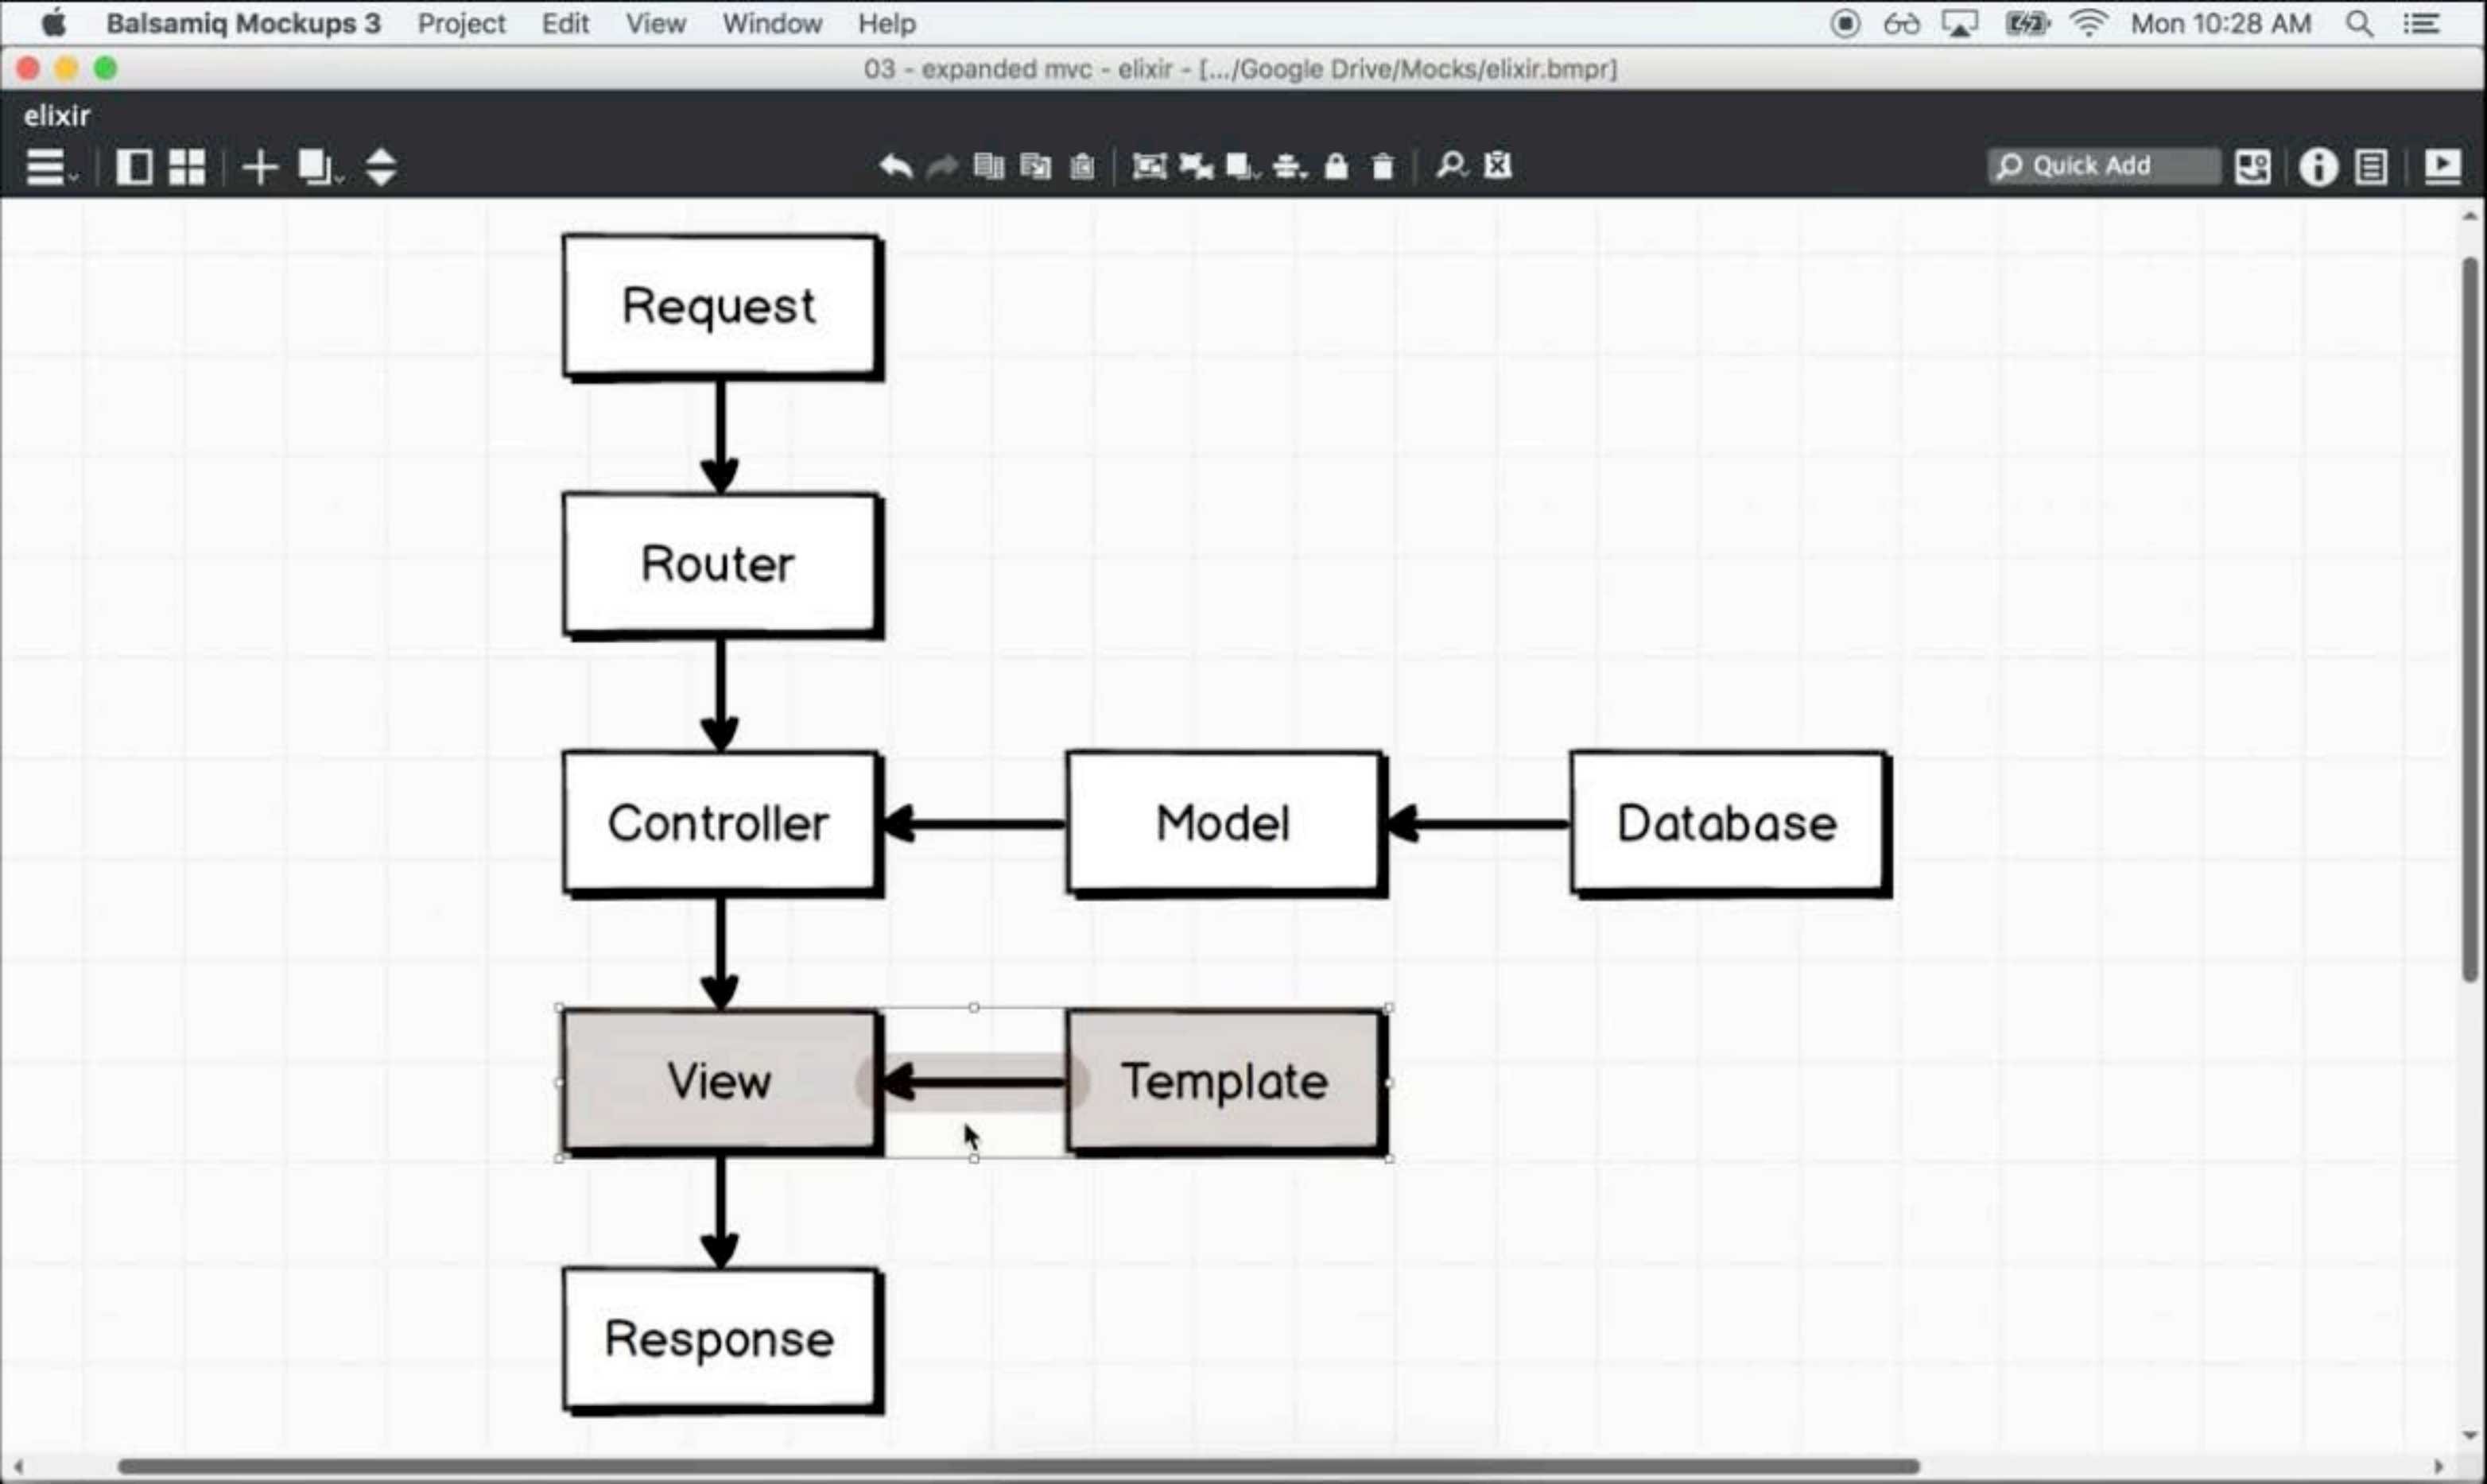 Balsamiq Mockups 3 Project Edit View Window Help Mon 10:28 AM
03 - expanded mvc - elixir - [.../Google Drive/Mocks/elixir.bmpr]
elixir
Quick Add
Request
Router
Controller Model Database
View Template
Response